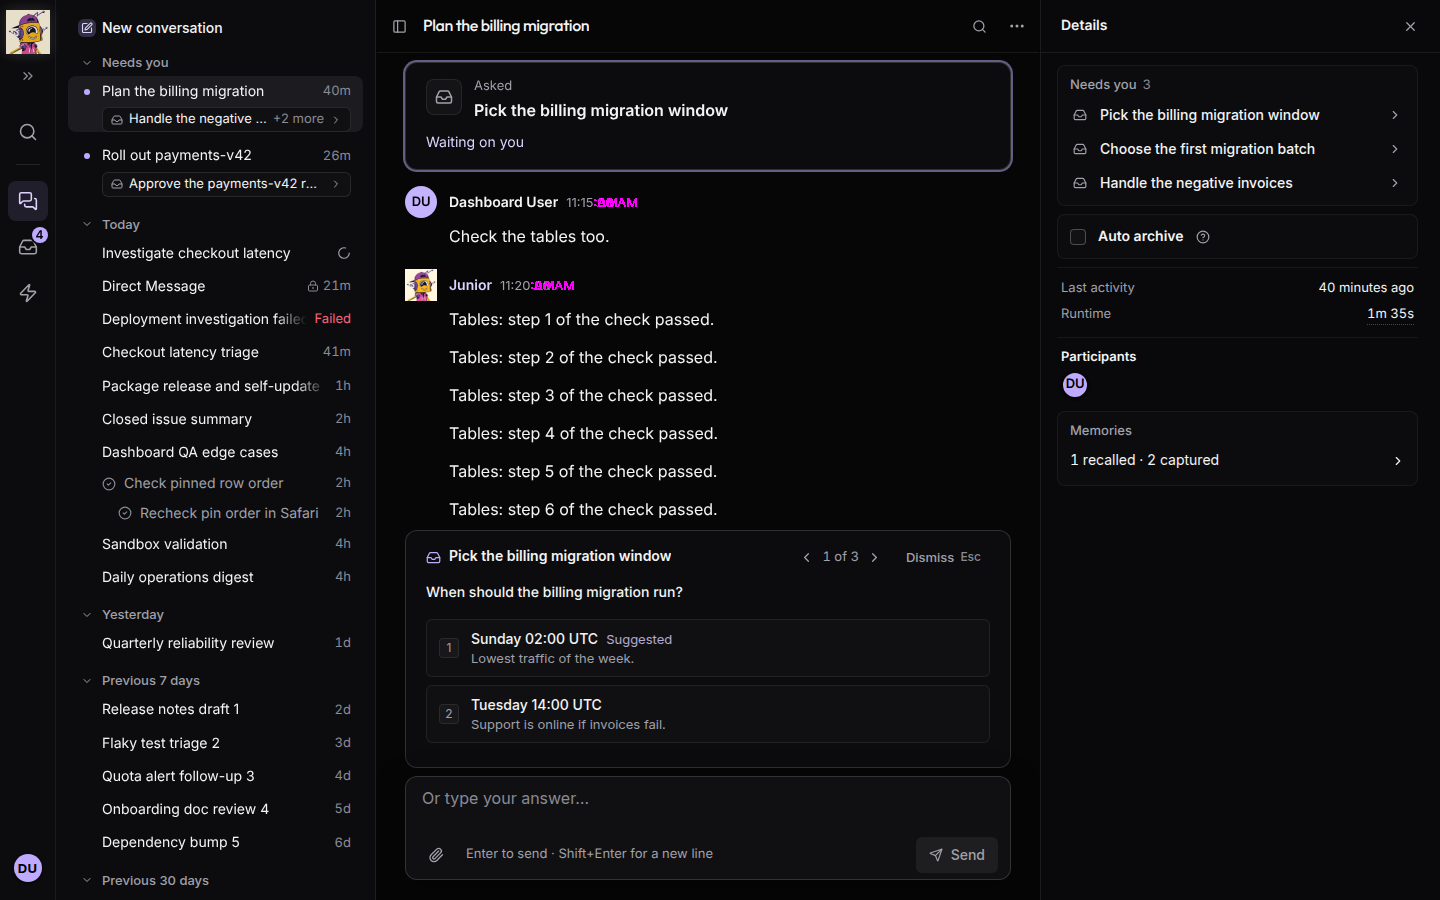 New conversation
Needs you
Plan the billing migration 40m
Handle the negative ... +2 more
Roll out payments-v42 26m
Approve the payments-v42 r...
4
Today
Investigate checkout latency
Direct Message 21m
Deployment investigation failed Failed
Checkout latency triage 41m
Package release and self-update 1h
Closed issue summary 2h
Dashboard QA edge cases 4h
Check pinned row order 2h
Recheck pin order in Safari 2h
Sandbox validation 4h
Daily operations digest 4h
Yesterday
Quarterly reliability review 1d
Previous 7 days
Release notes draft 1 2d
Flaky test triage 2 3d
Quota alert follow-up 3 4d
Onboarding doc review 4 5d
Dependency bump 5 6d
Previous 30 days
DU
Plan the billing migration
Asked
Pick the billing migration window
Waiting on you
DU
Dashboard User 11:15
Check the tables too.
Junior 11:20
Tables: step 1 of the check passed.
Tables: step 2 of the check passed.
Tables: step 3 of the check passed.
Tables: step 4 of the check passed.
Tables: step 5 of the check passed.
Tables: step 6 of the check passed.
Pick the billing migration window 1 of 3 Dismiss Esc
When should the billing migration run?
1 Sunday 02:00 UTC Suggested
Lowest traffic of the week.
2 Tuesday 14:00 UTC
Support is online if invoices fail.
Or type your answer...
Enter to send · Shift+Enter for a new line Send
Details
Needs you 3
Pick the billing migration window
Choose the first migration batch
Handle the negative invoices
Auto archive
Last activity 40 minutes ago
Runtime 1m 35s
Participants
DU
Memories
1 recalled · 2 captured